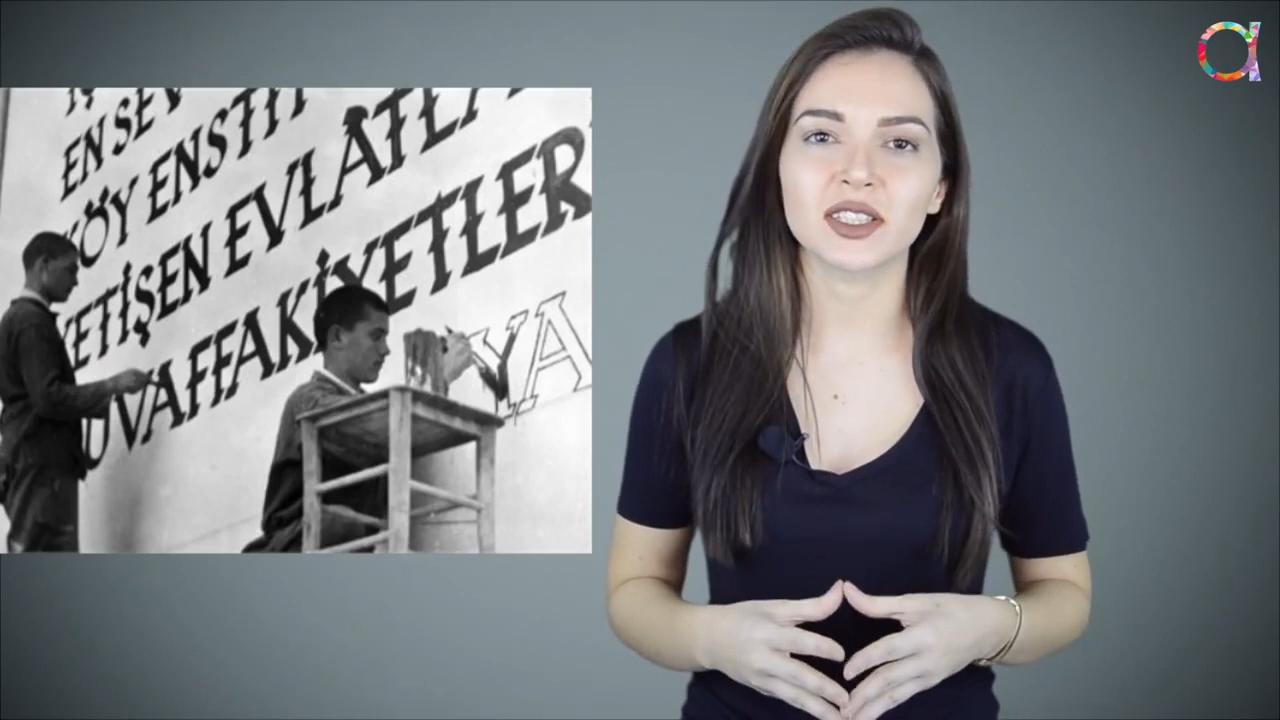 EN SEV
KÖY ENSTİT
YETİŞEN EVLATLA
UVAFFAKİYETLER
YA
a